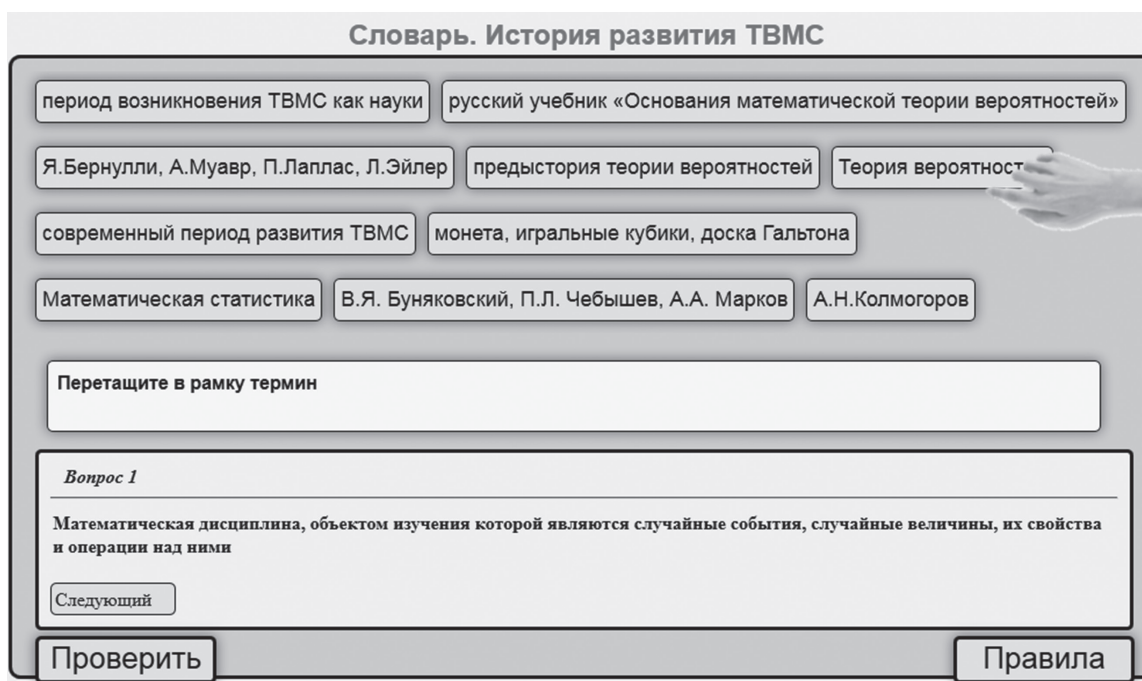 Словарь. История развития ТВМС
период возникновения ТВМС как науки русский учебник «Основания математической теории вероятностей»
Я.Бернулли, А.Муавр, П.Лаплас, Л.Эйлер предыстория теории вероятностей Теория
современный период развития ТВМС монета, игральные кубики, доска Гальтона
Математическая статистика В.Я. Буняковский, П.Л. Чебышев, А.А. Марков А.Н.Колмогоров
Перетащите в рамку термин
Вопрос 1
Математическая дисциплина, объектом изучения которой являются случайные события, случайные величины, их свойства
и операции над ними
Следующий
Проверить Правила